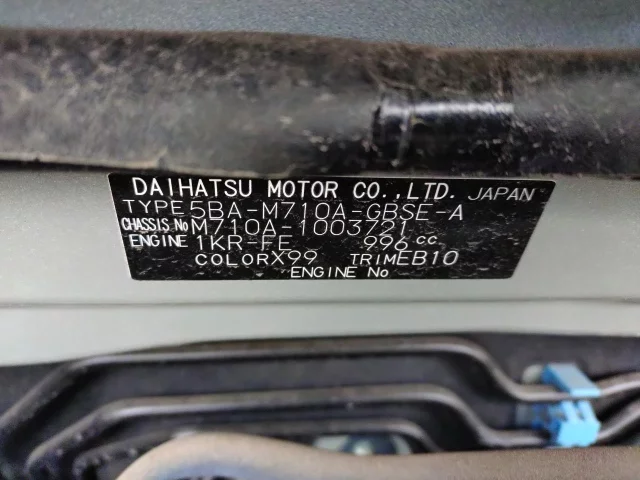 DAIHATSU MOTOR CO.,LTD. JAPAN
TYPE 5BA-M710A-GBSE-A
CHASSIS No M710A-1003721
ENGINE 1KR-FE 996 cc
COLOR X99 TRIM EB10
ENGINE No